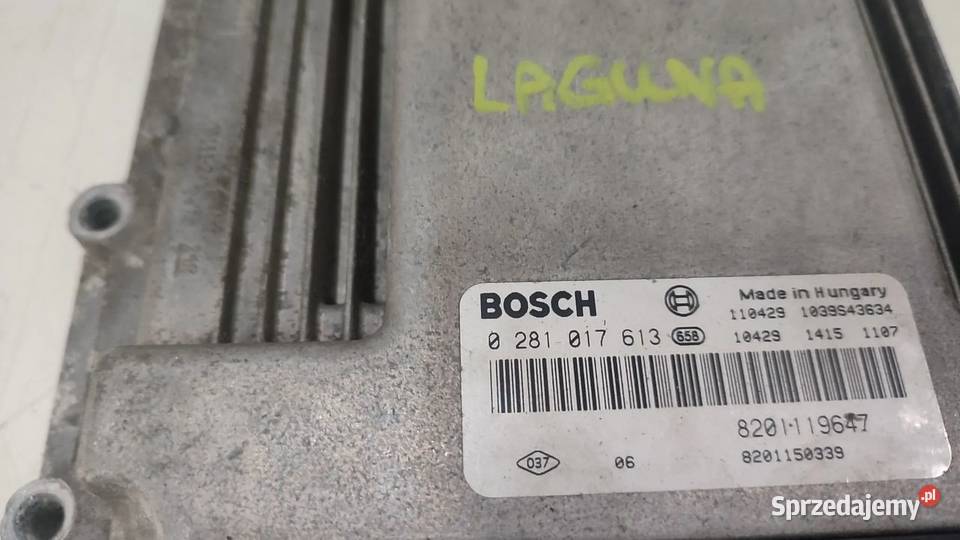 LAGUNA
BOSCH
Made in Hungary
110429 1039S43634
0 281 017 613 658 10429 1415 1107
8201119647
037 06 8201150339
Sprzedajemy.pl